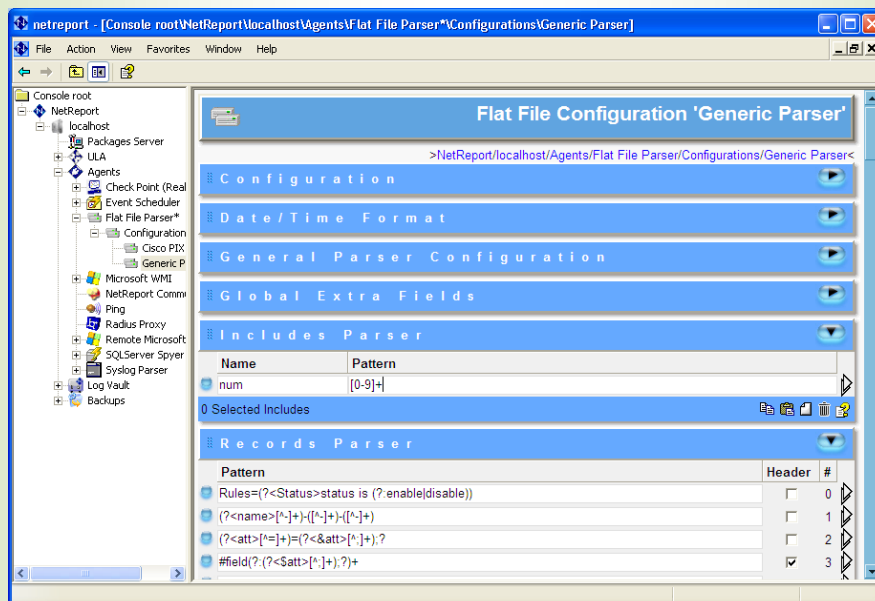 netreport - [Console root\NetReport\localhost\Agents\Flat File Parser*\Configurations\Generic Parser]
File Action View Favorites Window Help
Console root
NetReport
localhost
Packages Server
ULA
Agents
Check Point (Real
Event Scheduler
Flat File Parser*
Configuration
Cisco PIX
Generic P
Microsoft WMI
NetReport Commu
Ping
Radius Proxy
Remote Microsoft
SQLServer Spyer
Syslog Parser
Log Vault
Backups
Flat File Configuration 'Generic Parser'
>NetReport/localhost/Agents/Flat File Parser/Configurations/Generic Parser<
Configuration
Date/Time Format
General Parser Configuration
Global Extra Fields
Includes Parser
Name Pattern
num [0-9]+
0 Selected Includes
Records Parser
Pattern Header #
Rules=(?<Status>status is (?:enable|disable)) 0
(?<name>[^-]+)-([^-]+)-([^-]+) 1
(?<att>[^=]+)=(?<&att>[^;]+);? 2
#field(?:(?<$att>[^;]+);?)+ 3